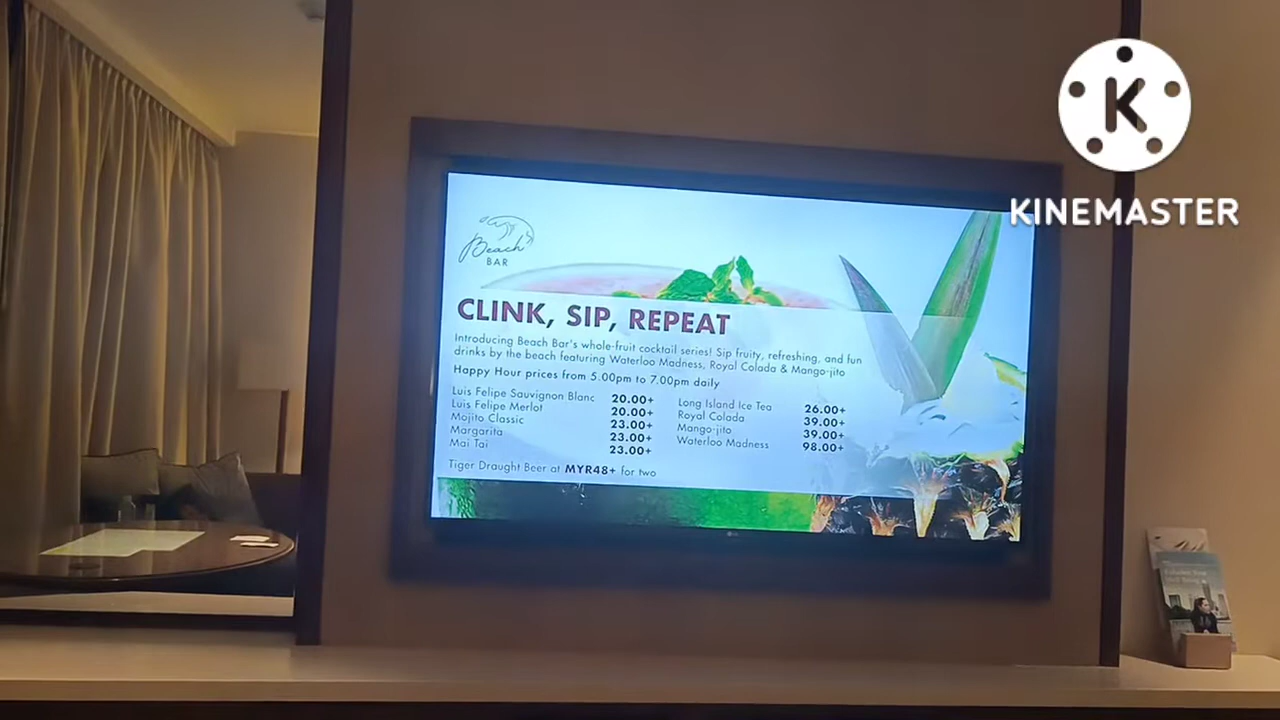 K
KINEMASTER
Beach
BAR
CLINK, SIP, REPEAT
Introducing Beach Bar's whole-fruit cocktail series! Sip fruity, refreshing, and fun
drinks by the beach featuring Waterloo Madness, Royal Colada & Mango-jito
Happy Hour prices from 5.00pm to 7.00pm daily
Luis Felipe Sauvignon Blanc 20.00+
Luis Felipe Merlot 20.00+
Mojito Classic 23.00+
Margarita 23.00+
Mai Tai 23.00+
Long Island Ice Tea 26.00+
Royal Colada 39.00+
Mango-jito 39.00+
Waterloo Madness 98.00+
Tiger Draught Beer at MYR48+ for two
LG